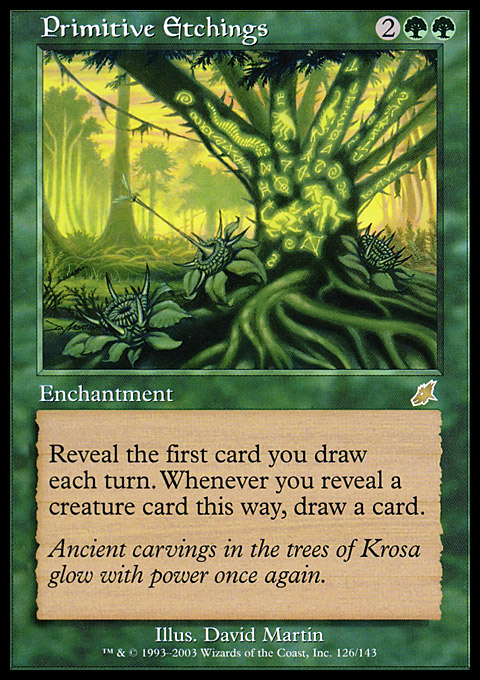 Primitive Etchings 2
Enchantment
Reveal the first card you draw
each turn. Whenever you reveal a
creature card this way, draw a card.
Ancient carvings in the trees of Krosa
glow with power once again.
Illus. David Martin
™ & © 1993–2003 Wizards of the Coast, Inc. 126/143